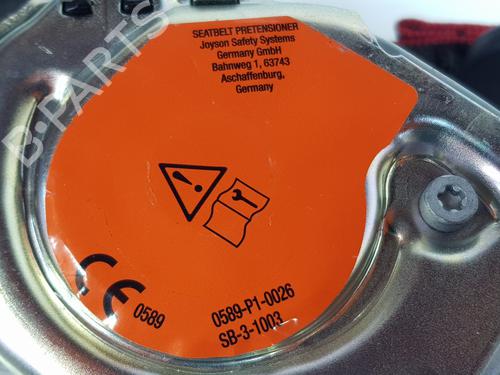 SEATBELT PRETENSIONER
Joyson Safety Systems
Germany GmbH
Bahnweg 1, 63743
Aschaffenburg,
Germany
B-PARTS
CE 0589
0589-P1-0026
SB-3-1003